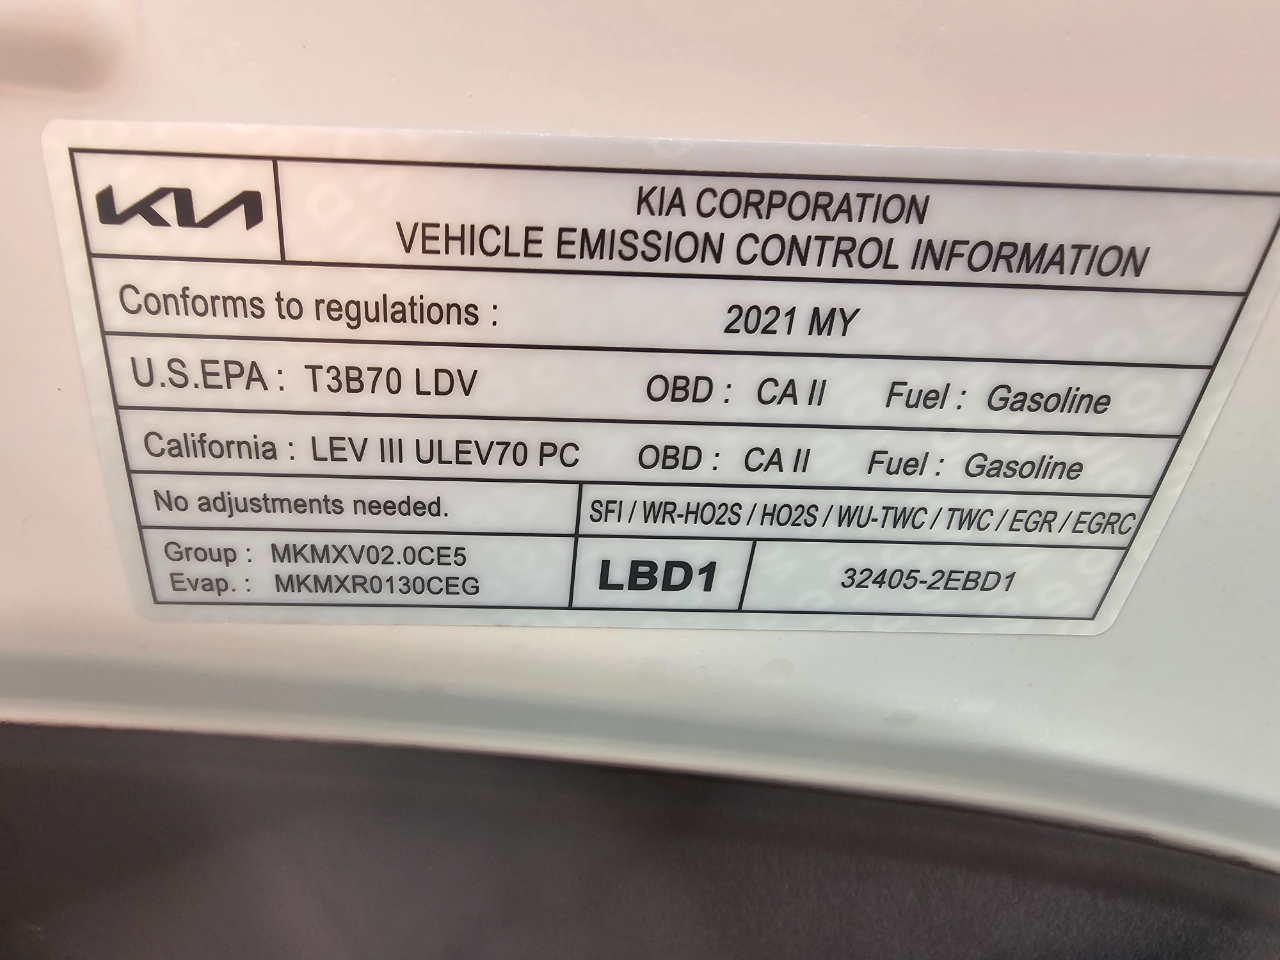 KIA
KIA CORPORATION
VEHICLE EMISSION CONTROL INFORMATION
Conforms to regulations : 2021 MY
U.S.EPA : T3B70 LDV OBD : CA II Fuel : Gasoline
California : LEV III ULEV70 PC OBD : CA II Fuel : Gasoline
No adjustments needed. SFI / WR-HO2S / HO2S / WU-TWC / TWC / EGR / EGRC
Group : MKMXV02.0CE5
Evap. : MKMXR0130CEG
LBD1 32405-2EBD1